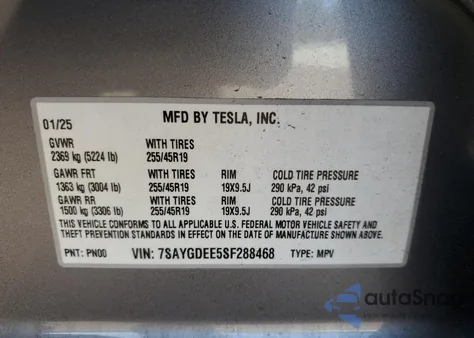 MFD BY TESLA, INC.
01/25
GVWR WITH TIRES
2369 kg (5224 lb) 255/45R19
GAWR FRT WITH TIRES RIM COLD TIRE PRESSURE
1363 kg (3004 lb) 255/45R19 19X9.5J 290 kPa, 42 psi
GAWR RR WITH TIRES RIM COLD TIRE PRESSURE
1500 kg (3306 lb) 255/45R19 19X9.5J 290 kPa, 42 psi
THIS VEHICLE CONFORMS TO ALL APPLICABLE U.S. FEDERAL MOTOR VEHICLE SAFETY AND
THEFT PREVENTION STANDARDS IN EFFECT ON THE DATE OF MANUFACTURE SHOWN ABOVE.
PNT: PN00 VIN: 7SAYGDEE5SF288468 TYPE: MPV
autoSnap